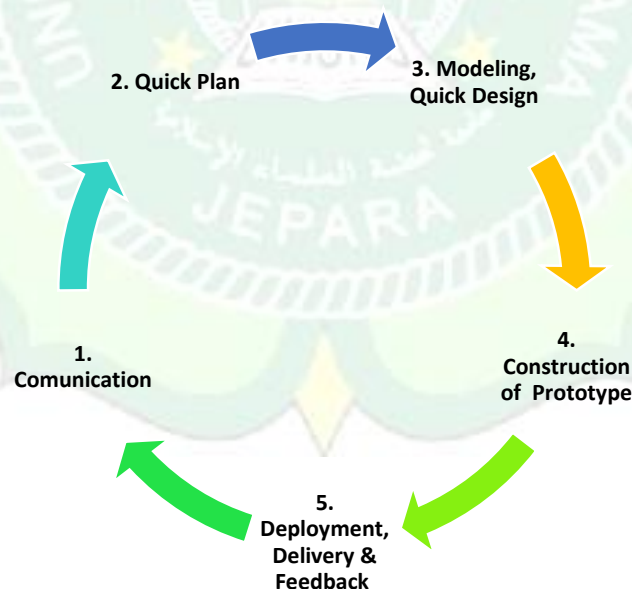 2. Quick Plan
3. Modeling,
Quick Design
4.
Construction
of Prototype
5.
Deployment,
Delivery &
Feedback
1.
Comunication
JEPARA